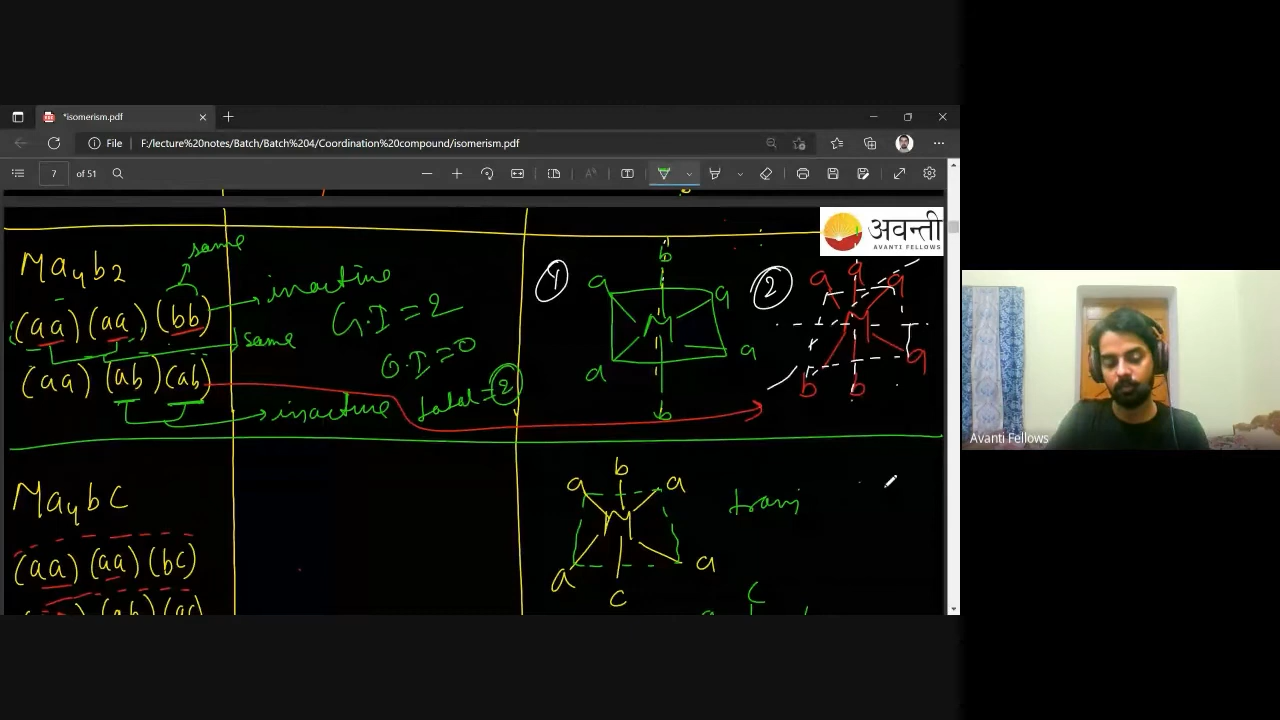 *isomerism.pdf
File
F:/lecture%20notes/Batch/Batch%204/Coordination%20compound/isomerism.pdf
7 of 51
अवन्ती
AVANTI FELLOWS
Ma4b2
same
(aa) (aa) (bb)
inactive
same
(aa) (ab) (ab)
inactive
G.I = 2
O.I = 0
total = 2
1
b
a a
M
a a
b
2
a a a
M
a
b b
Ma4bc
(aa) (aa) (bc)
(ab) (ac)
b
a a
M
a a
c
trans
c
a
Avanti Fellows